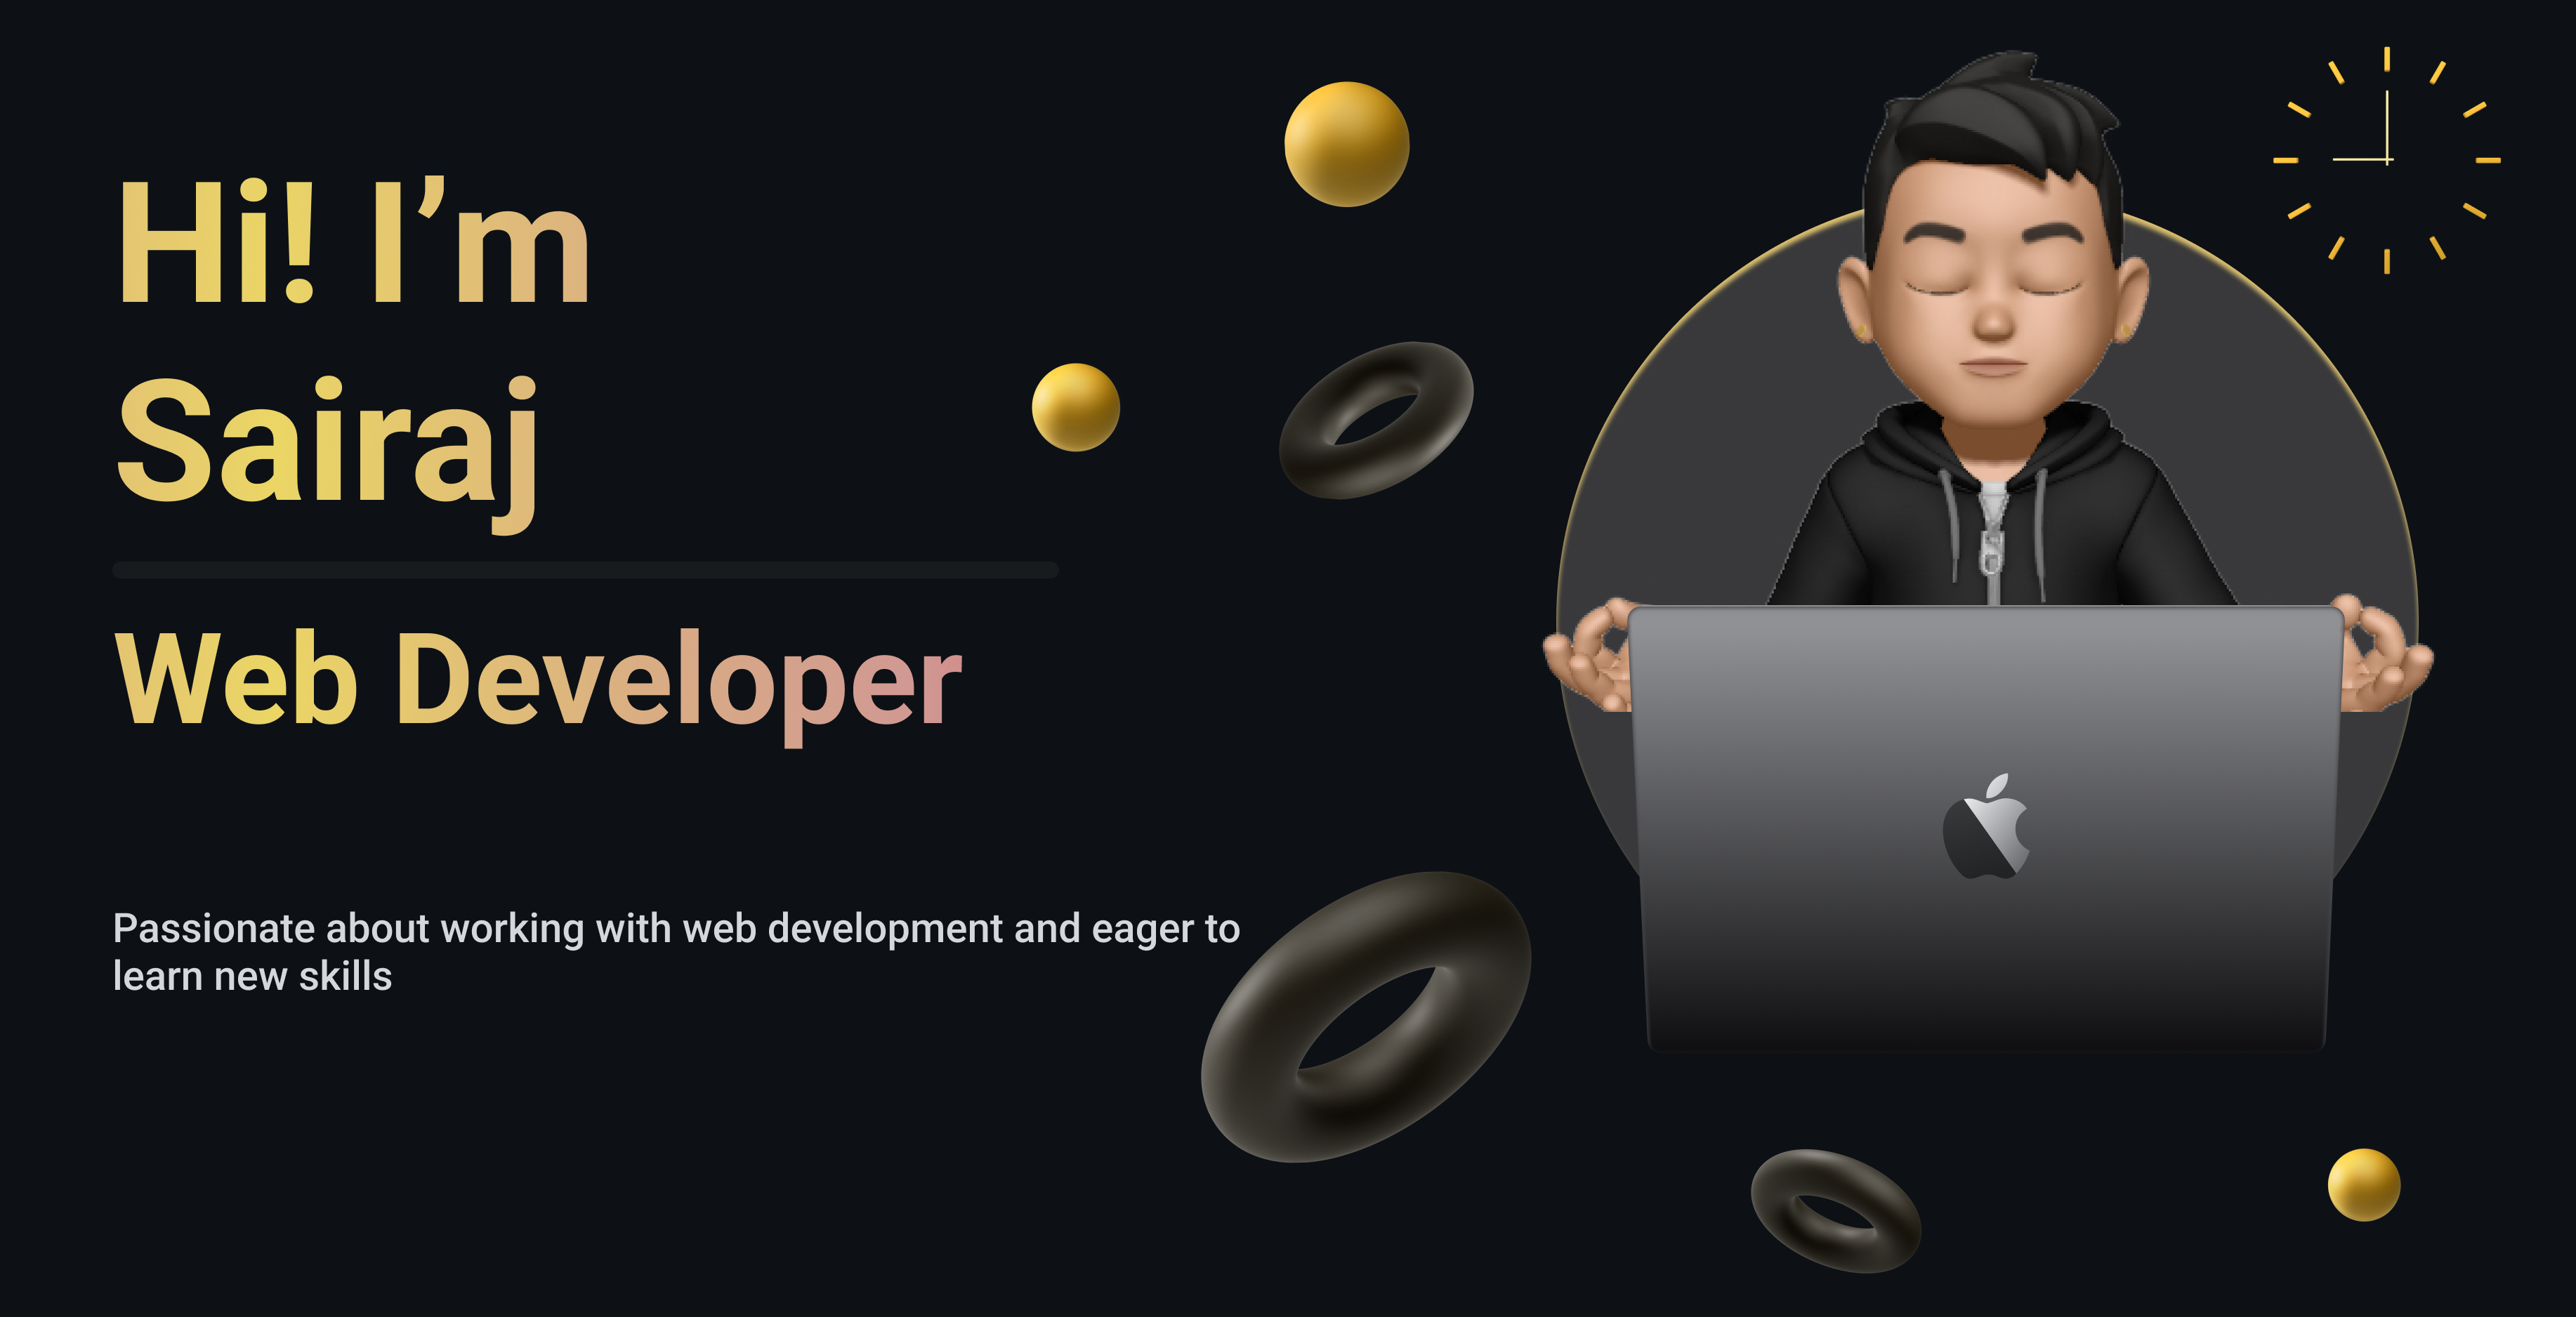 Hi! I’m
Sairaj
Web Developer
Passionate about working with web development and eager to
learn new skills